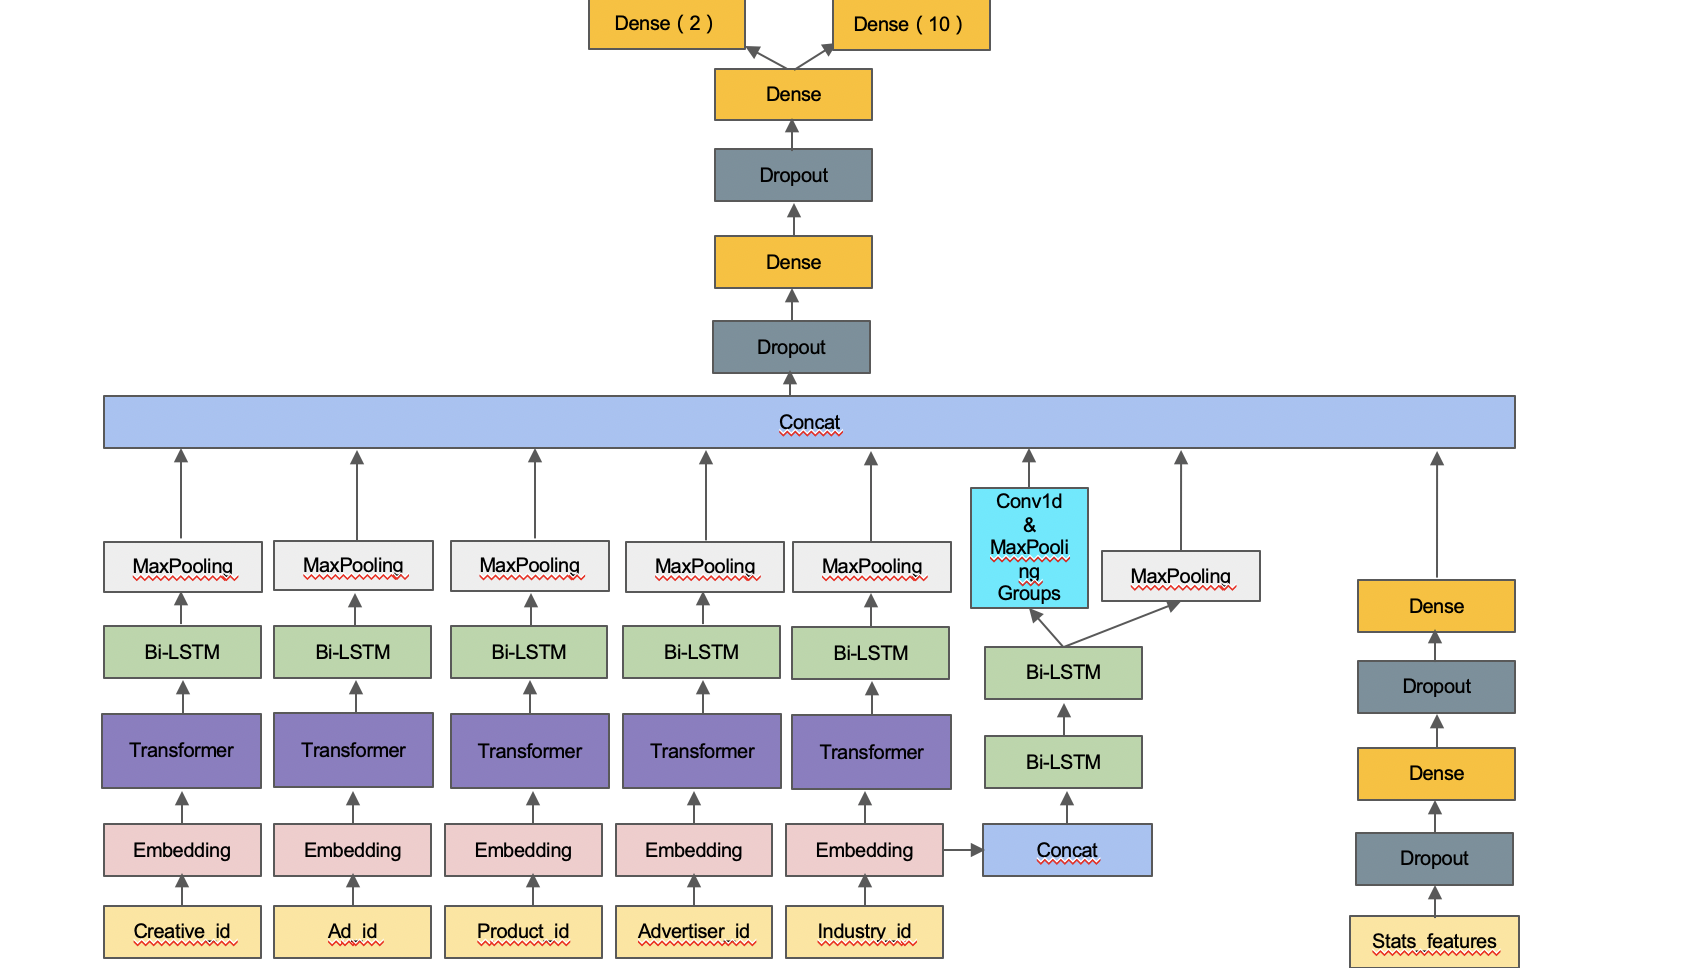 Dense ( 2 )
Dense ( 10 )
Dense
Dropout
Dense
Dropout
Concat
Conv1d
&
MaxPooli
ng
Groups
MaxPooling
MaxPooling
MaxPooling
MaxPooling
MaxPooling
MaxPooling
Dense
Bi-LSTM
Bi-LSTM
Bi-LSTM
Bi-LSTM
Bi-LSTM
Bi-LSTM
Dropout
Transformer
Transformer
Transformer
Transformer
Transformer
Bi-LSTM
Dense
Embedding
Embedding
Embedding
Embedding
Embedding
Concat
Dropout
Creative_id
Ad_id
Product_id
Advertiser_id
Industry_id
Stats_features